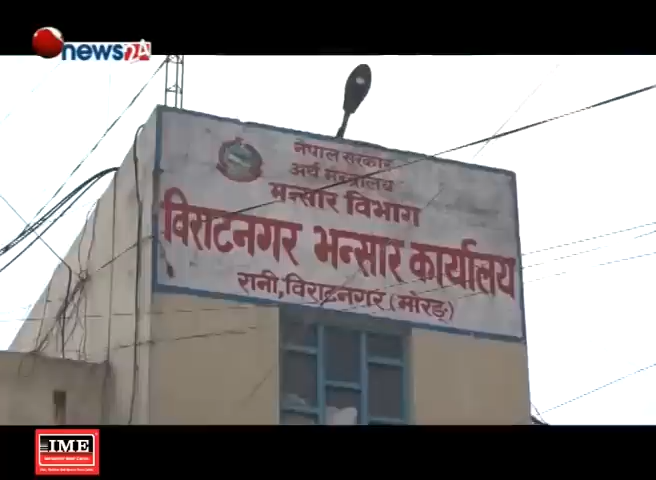 news24
नेपाल सरकार
अर्थ मन्त्रालय
भन्सार विभाग
विराटनगर भन्सार कार्यालय
रानी, विराटनगर (मोरङ्)
IME